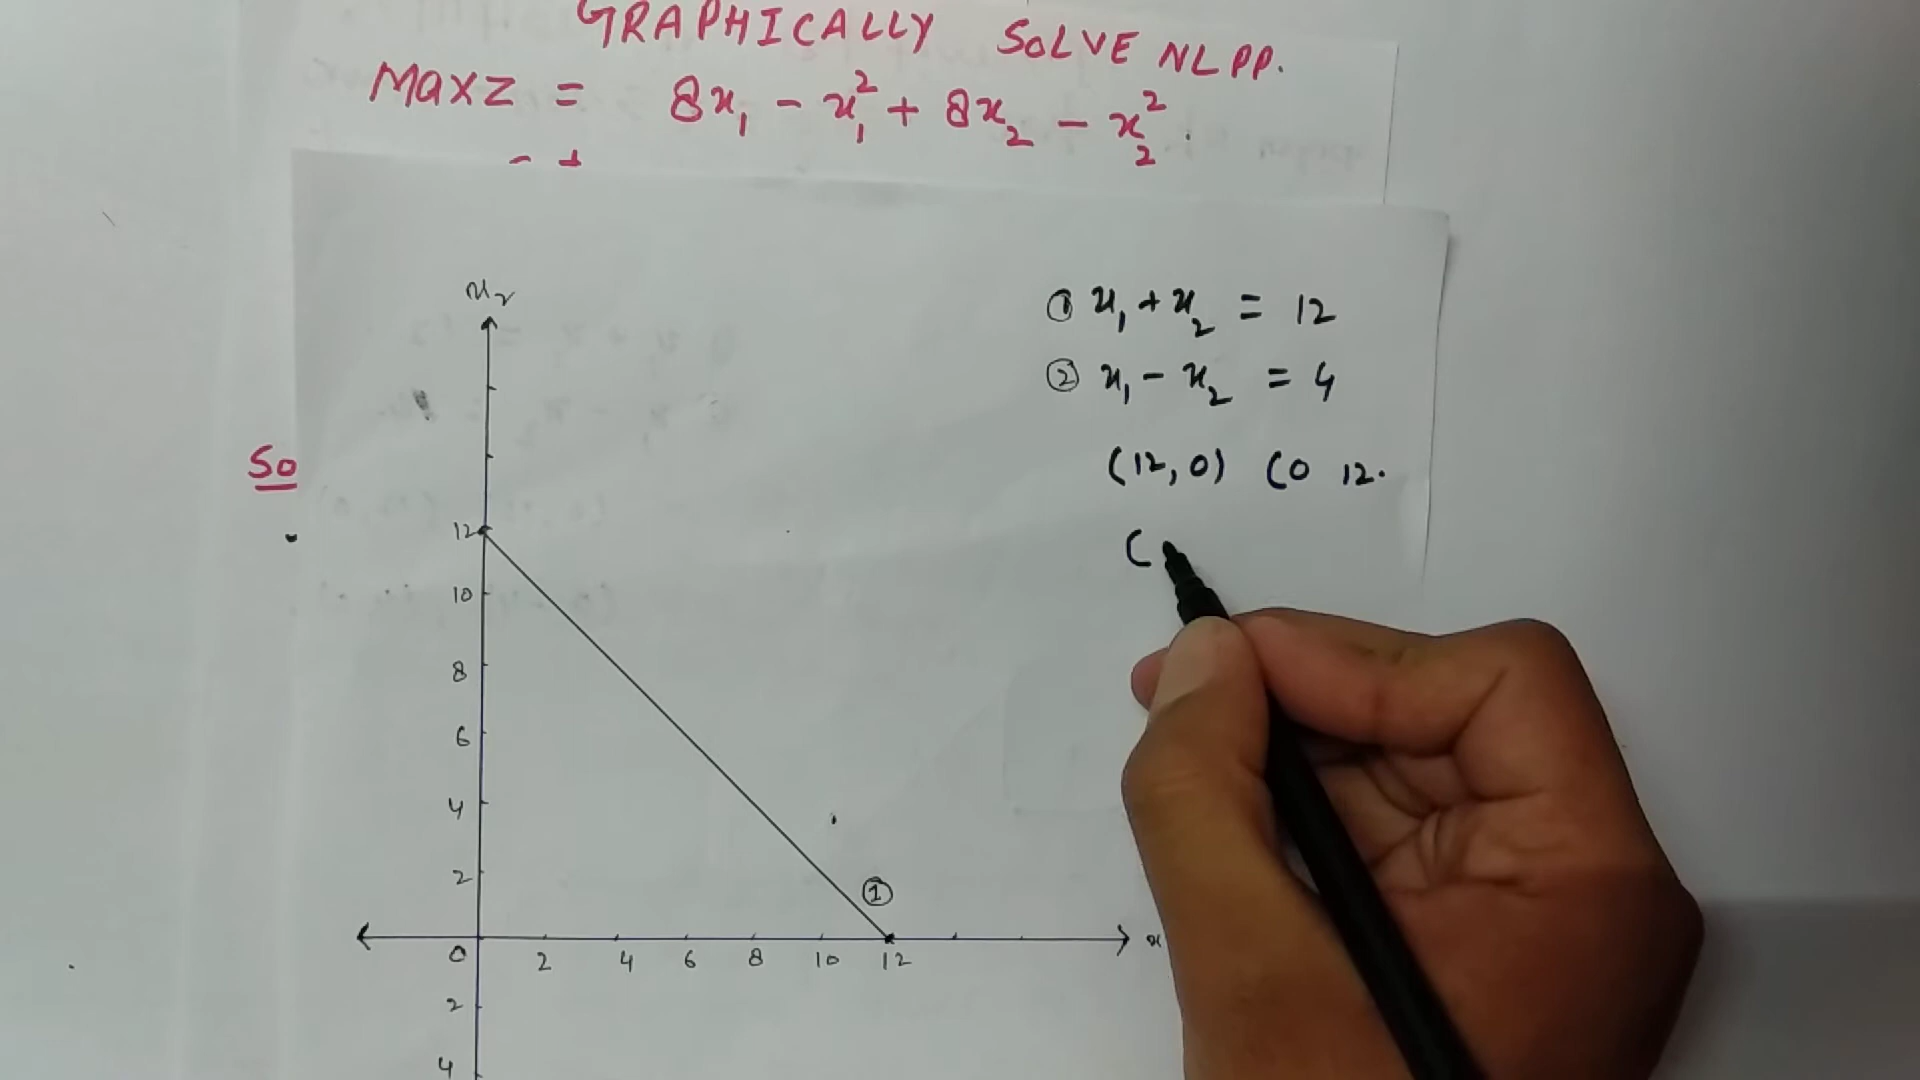 GRAPHICALLY SOLVE NLPP.
Max Z = 8x₁ - x₁² + 8x₂ - x₂².
So
x₂
12
10
8
6
4
2
0
2
4
2 4 6 8 10 12
x
①
① x₁ + x₂ = 12
② x₁ - x₂ = 4
(12, 0) (0 12.
(